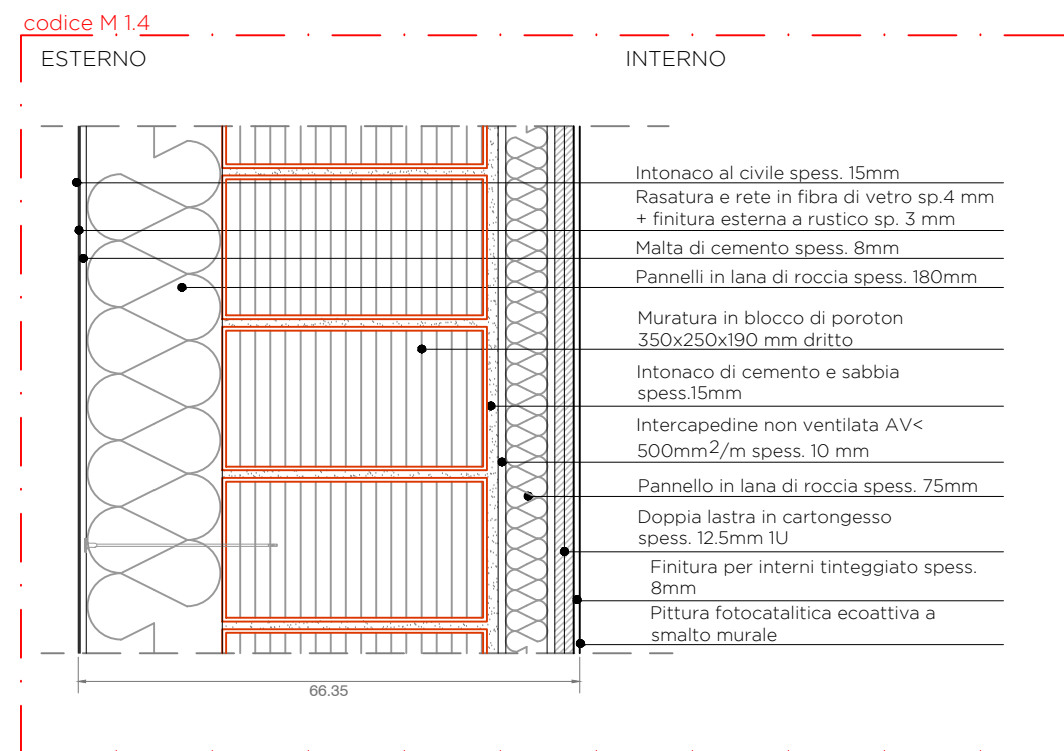 codice M 1.4
ESTERNO
INTERNO
Intonaco al civile spess. 15mm
Rasatura e rete in fibra di vetro sp.4 mm
+ finitura esterna a rustico sp. 3 mm
Malta di cemento spess. 8mm
Pannelli in lana di roccia spess. 180mm
Muratura in blocco di poroton
350x250x190 mm dritto
Intonaco di cemento e sabbia
spess.15mm
Intercapedine non ventilata AV<
500mm2/m spess. 10 mm
Pannello in lana di roccia spess. 75mm
Doppia lastra in cartongesso
spess. 12.5mm 1U
Finitura per interni tinteggiato spess.
8mm
Pittura fotocatalitica ecoattiva a
smalto murale
66.35